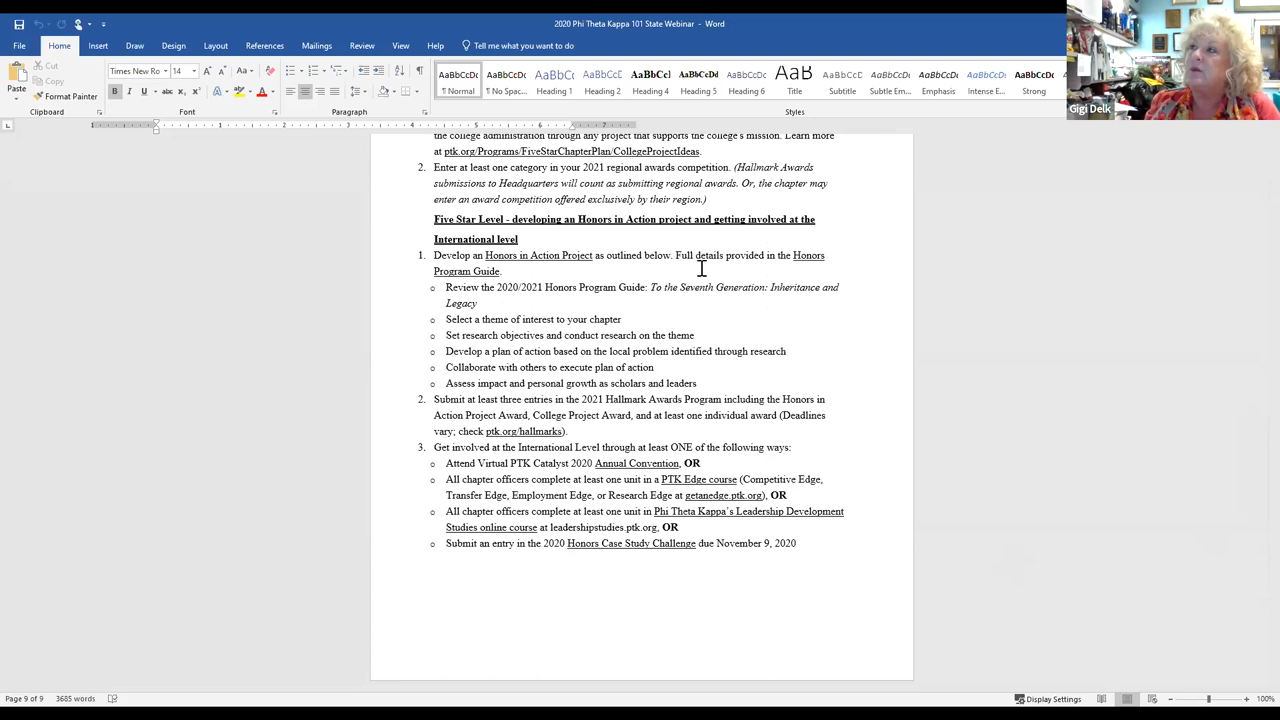 2020 Phi Theta Kappa 101 State Webinar - Word
File Home Insert Draw Design Layout References Mailings Review View Help Tell me what you want to do
Cut
Copy
Paste
Format Painter
Times New Ro 14
AaBbCcDc AaBbCcDc AaBbC AaBbCcD AaBbCcI AaBbCcDd AaBbCcDc AaB AaBbCcD AaBbCcDt AaBbCcDt AaBbCcDt AaBbCcDc
¶ Normal ¶ No Spac... Heading 1 Heading 2 Heading 4 Heading 5 Heading 6 Title Subtitle Subtle Em... Emphasis Intense E... Strong
Clipboard Font Paragraph Styles
Gigi Delk
the college administration through any project that supports the college's mission. Learn more
at ptk.org/Programs/FiveStarChapterPlan/CollegeProjectIdeas.
2. Enter at least one category in your 2021 regional awards competition. (Hallmark Awards
submissions to Headquarters will count as submitting regional awards. Or, the chapter may
enter an award competition offered exclusively by their region.)
Five Star Level - developing an Honors in Action project and getting involved at the
International level
1. Develop an Honors in Action Project as outlined below. Full details provided in the Honors
Program Guide.
o Review the 2020/2021 Honors Program Guide: To the Seventh Generation: Inheritance and
Legacy
o Select a theme of interest to your chapter
o Set research objectives and conduct research on the theme
o Develop a plan of action based on the local problem identified through research
o Collaborate with others to execute plan of action
o Assess impact and personal growth as scholars and leaders
2. Submit at least three entries in the 2021 Hallmark Awards Program including the Honors in
Action Project Award, College Project Award, and at least one individual award (Deadlines
vary; check ptk.org/hallmarks).
3. Get involved at the International Level through at least ONE of the following ways:
o Attend Virtual PTK Catalyst 2020 Annual Convention, OR
o All chapter officers complete at least one unit in a PTK Edge course (Competitive Edge,
Transfer Edge, Employment Edge, or Research Edge at getanedge.ptk.org), OR
o All chapter officers complete at least one unit in Phi Theta Kappa's Leadership Development
Studies online course at leadershipstudies.ptk.org, OR
o Submit an entry in the 2020 Honors Case Study Challenge due November 9, 2020
Page 9 of 9 3685 words Display Settings 100%